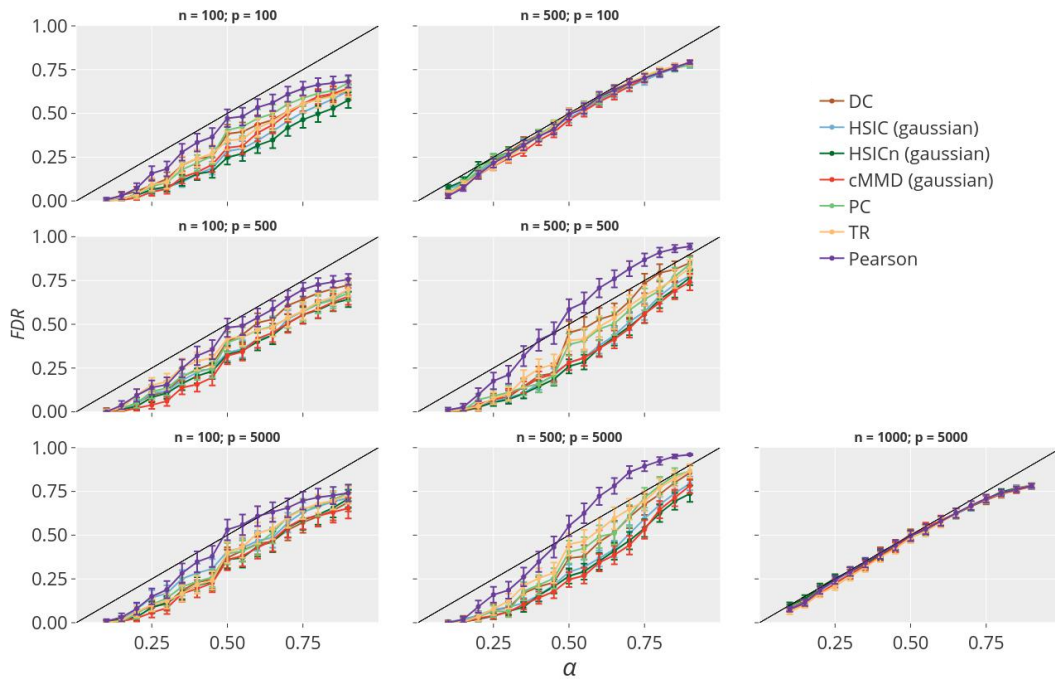 n = 100; p = 100
n = 500; p = 100
1.00
0.75
0.50
0.25
0.00
DC
HSIC (gaussian)
HSICn (gaussian)
cMMD (gaussian)
PC
TR
Pearson
n = 100; p = 500
n = 500; p = 500
1.00
0.75
0.50
0.25
0.00
FDR
n = 100; p = 5000
n = 500; p = 5000
n = 1000; p = 5000
1.00
0.75
0.50
0.25
0.00
0.25 0.50 0.75
0.25 0.50 0.75
0.25 0.50 0.75
α